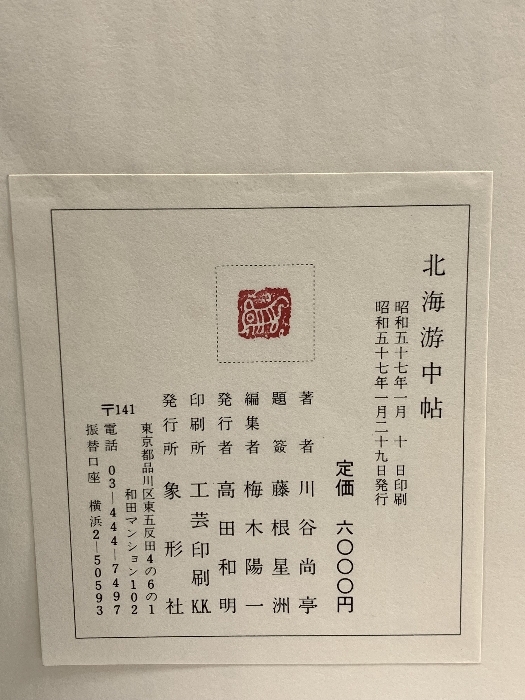 北海游中帖
昭和五十七年一月　十　日印刷
昭和五十七年一月二十九日発行
定価　六〇〇〇円
著　者　川谷尚亭
題　簽　藤根星洲
編集者　梅木陽一
発行者　高田和明
印刷所　工芸印刷K.K.
発行所　象形社
東京都品川区東五反田4の6の1
和田マンション102
〒141
電話　03―444―7497
振替口座　横浜2―50593